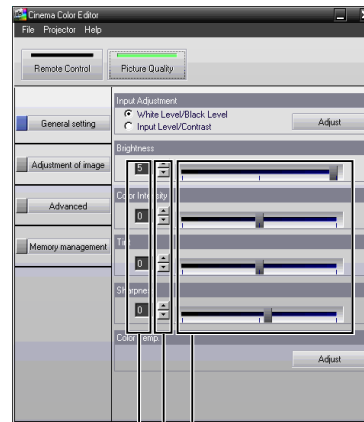 Cinema Color Editor
File Projector Help
Remote Control
Picture Quality
General setting
Adjustment of image
Advanced
Memory management
Input Adjustment
White Level/Black Level
Input Level/Contrast
Adjust
Brightness
5
Color Intensity
0
Tint
0
Sharpness
0
Color Temp.
Adjust